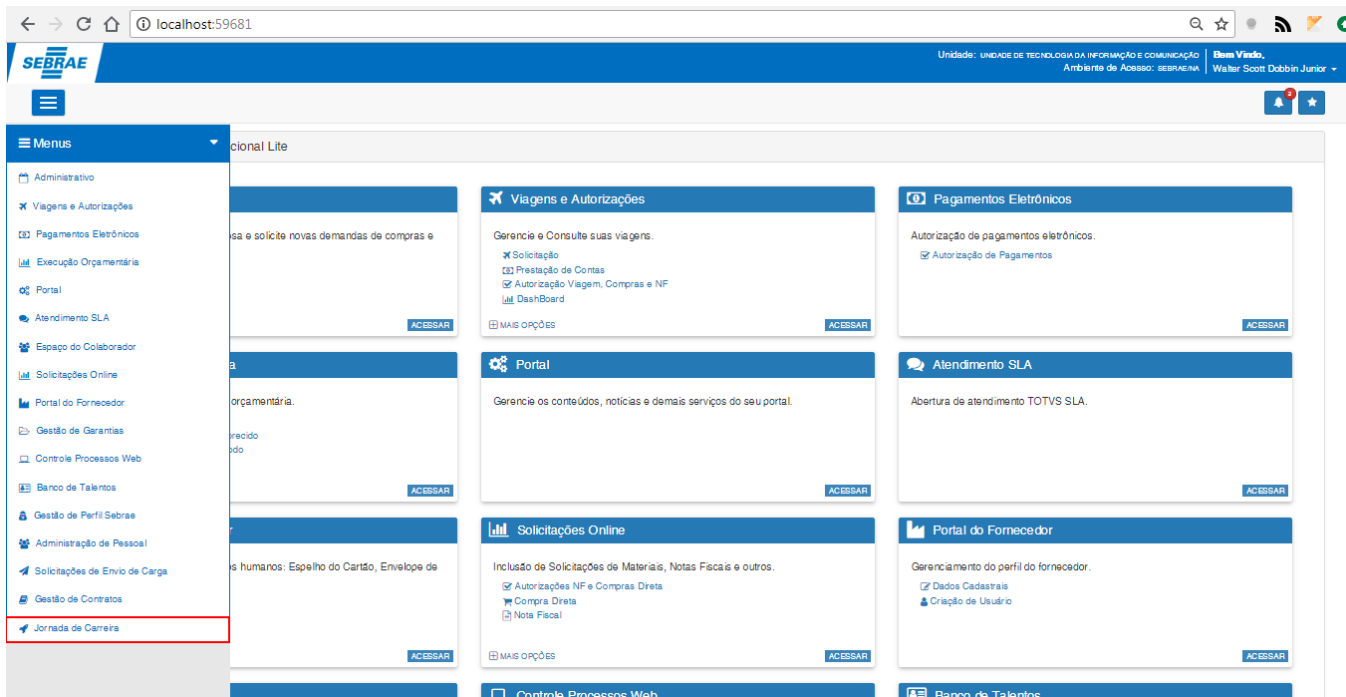 localhost:59681
SEBRAE
Unidade: UNIDADE DE TECNOLOGIA DA INFORMAÇÃO E COMUNICAÇÃO
Ambiente de Acesso: SEBRAE/NA
Bem Vindo,
Walter Scott Dobbin Junior
2
Menus
Administrativo
Viagens e Autorizações
Pagamentos Eletrônicos
Execução Orçamentária
Portal
Atendimento SLA
Espaço do Colaborador
Solicitações Online
Portal do Fornecedor
Gestão de Garantias
Controle Processos Web
Banco de Talentos
Gestão de Perfil Sebrae
Administração de Pessoal
Solicitações de Envio de Carga
Gestão de Contratos
Jornada de Carreira
cional Lite
sa e solicite novas demandas de compras e
ACESSAR
Viagens e Autorizações
Gerencie e Consulte suas viagens.
Solicitação
Prestação de Contas
Autorização Viagem, Compras e NF
DashBoard
MAIS OPÇÕES
ACESSAR
Pagamentos Eletrônicos
Autorização de pagamentos eletrônicos.
Autorização de Pagamentos
ACESSAR
a
orçamentária.
recido
odo
ACESSAR
Portal
Gerencie os conteúdos, notícias e demais serviços do seu portal.
ACESSAR
Atendimento SLA
Abertura de atendimento TOTVS SLA.
ACESSAR
s humanos: Espelho do Cartão, Envelope de
ACESSAR
Solicitações Online
Inclusão de Solicitações de Materiais, Notas Fiscais e outros.
Autorizações NF e Compras Direta
Compra Direta
Nota Fiscal
MAIS OPÇÕES
ACESSAR
Portal do Fornecedor
Gerenciamento do perfil do fornecedor.
Dados Cadastrais
Criação de Usuário
ACESSAR
Controle Processos Web
Banco de Talentos